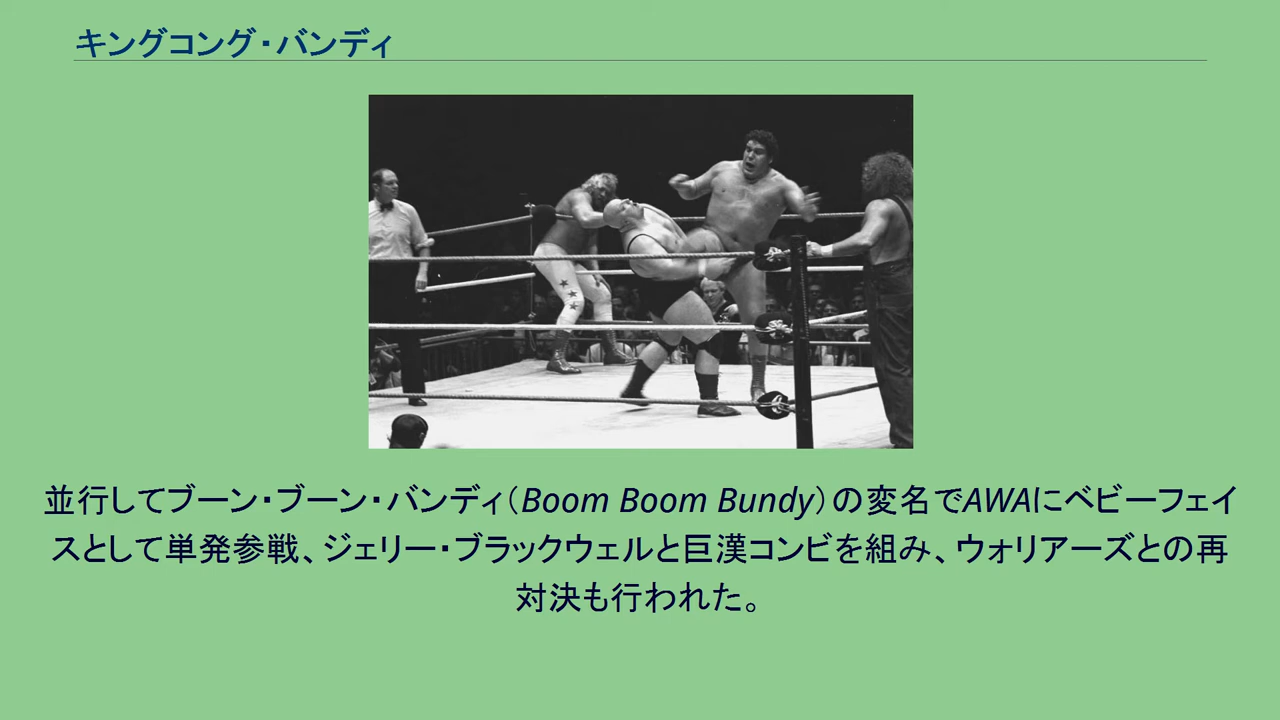 キングコング・バンディ
並行してブーン・ブーン・バンディ（Boom Boom Bundy）の変名でAWAにベビーフェイ
スとして単発参戦、ジェリー・ブラックウェルと巨漢コンビを組み、ウォリアーズとの再
対決も行われた。